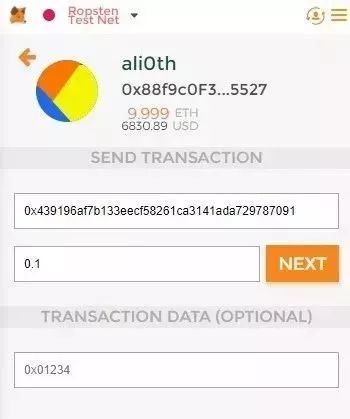 Ropsten
Test Net
ali0th
0x88f9c0F3...5527
9.999 ETH
6830.89 USD
SEND TRANSACTION
0x439196af7b133eecf58261ca3141ada729787091
0.1
NEXT
TRANSACTION DATA (OPTIONAL)
0x01234